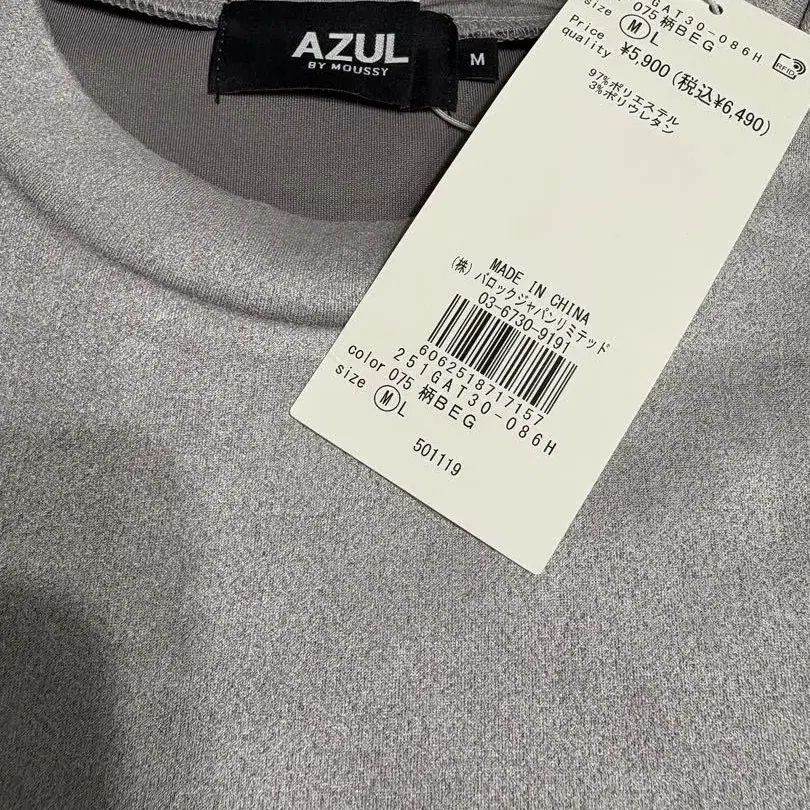 AZUL
BY MOUSSY
M
GAT30-086H
075 柄BEG
size Ⓜ L
Price ¥5,900(税込¥6,490)
quality
97%ポリエステル
3%ポリウレタン
RFID
MADE IN CHINA
(株)バロックジャパンリミテッド
03-6730-9191
6062518717157
251GAT30-086H
color 075 柄BEG
size Ⓜ L
501119